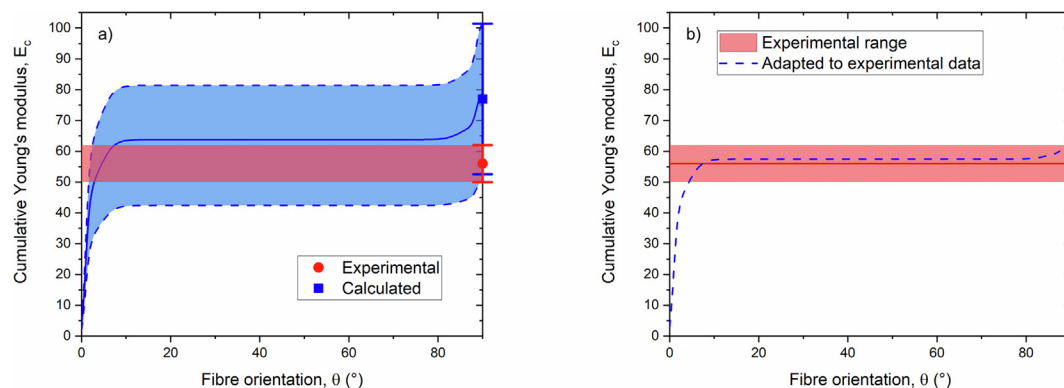 a)
Cumulative Young's modulus, E_c
100
90
80
70
60
50
40
30
20
10
0
0 20 40 60 80
Fibre orientation, θ (°)
Experimental
Calculated
b)
Cumulative Young's modulus, E_c
100
90
80
70
60
50
40
30
20
10
0
0 20 40 60 80
Fibre orientation, θ (°)
Experimental range
Adapted to experimental data